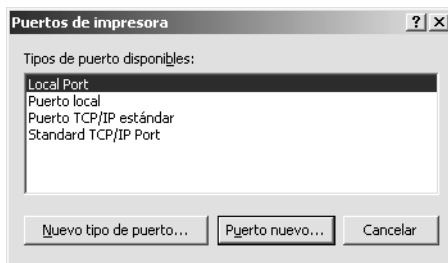 Puertos de impresora
Tipos de puerto disponibles:
Local Port
Puerto local
Puerto TCP/IP estándar
Standard TCP/IP Port
Nuevo tipo de puerto... Puerto nuevo... Cancelar